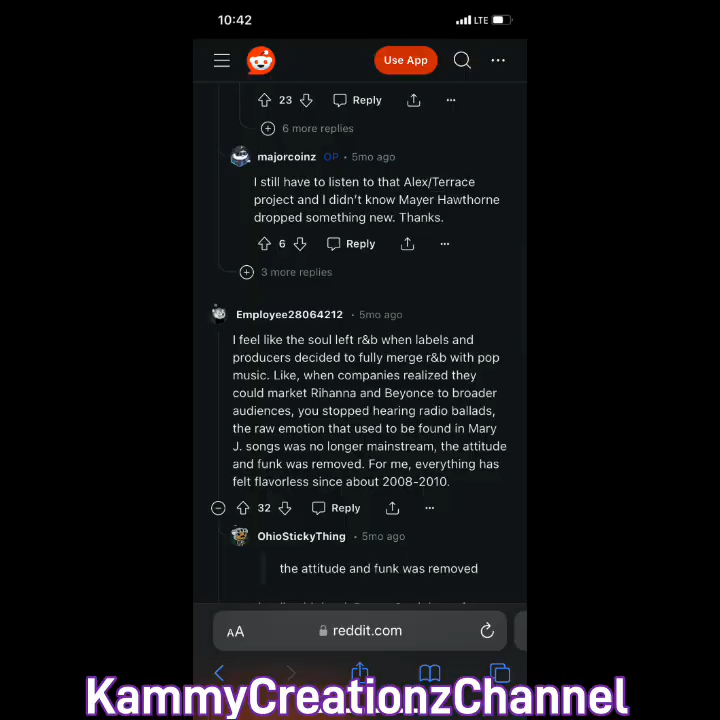 10:42
LTE
Use App
23
Reply
6 more replies
majorcoinz OP • 5mo ago
I still have to listen to that Alex/Terrace
project and I didn't know Mayer Hawthorne
dropped something new. Thanks.
6
Reply
3 more replies
Employee28064212 • 5mo ago
I feel like the soul left r&b when labels and
producers decided to fully merge r&b with pop
music. Like, when companies realized they
could market Rihanna and Beyonce to broader
audiences, you stopped hearing radio ballads,
the raw emotion that used to be found in Mary
J. songs was no longer mainstream, the attitude
and funk was removed. For me, everything has
felt flavorless since about 2008-2010.
32
Reply
OhioStickyThing • 5mo ago
the attitude and funk was removed
AA
reddit.com
KammyCreationzChannel